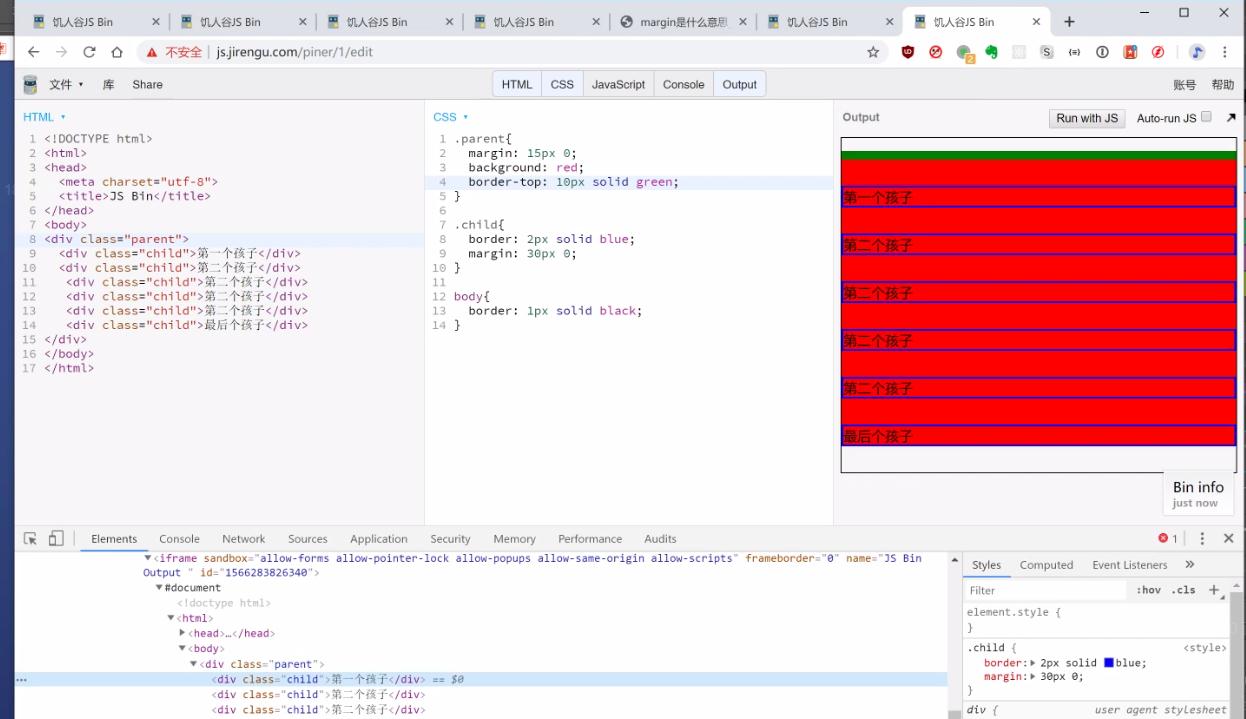 饥人谷JS Bin × 饥人谷JS Bin × 饥人谷JS Bin × 饥人谷JS Bin × margin是什么意思 × 饥人谷JS Bin × 饥人谷JS Bin × +
不安全 | js.jirengu.com/piner/1/edit
文件 库 Share HTML CSS JavaScript Console Output 账号 帮助
HTML
1 <!DOCTYPE html>
2 <html>
3 <head>
4 <meta charset="utf-8">
5 <title>JS Bin</title>
6 </head>
7 <body>
8 <div class="parent">
9 <div class="child">第一个孩子</div>
10 <div class="child">第二个孩子</div>
11 <div class="child">第二个孩子</div>
12 <div class="child">第二个孩子</div>
13 <div class="child">第二个孩子</div>
14 <div class="child">最后个孩子</div>
15 </div>
16 </body>
17 </html>
CSS
1 .parent{
2 margin: 15px 0;
3 background: red;
4 border-top: 10px solid green;
5 }
6
7 .child{
8 border: 2px solid blue;
9 margin: 30px 0;
10 }
11
12 body{
13 border: 1px solid black;
14 }
Output Run with JS Auto-run JS
第一个孩子
第二个孩子
第二个孩子
第二个孩子
第二个孩子
最后个孩子
Bin info
just now
Elements Console Network Sources Application Security Memory Performance Audits 1
<iframe sandbox="allow-forms allow-pointer-lock allow-popups allow-same-origin allow-scripts" frameborder="0" name="JS Bin
Output " id="1566283826340">
#document
<!doctype html>
<html>
<head>…</head>
<body>
<div class="parent">
<div class="child">第一个孩子</div> == $0
<div class="child">第二个孩子</div>
<div class="child">第二个孩子</div>
Styles Computed Event Listeners »
Filter :hov .cls +
element.style {
}
.child { <style>
border: 2px solid blue;
margin: 30px 0;
}
div { user agent stylesheet